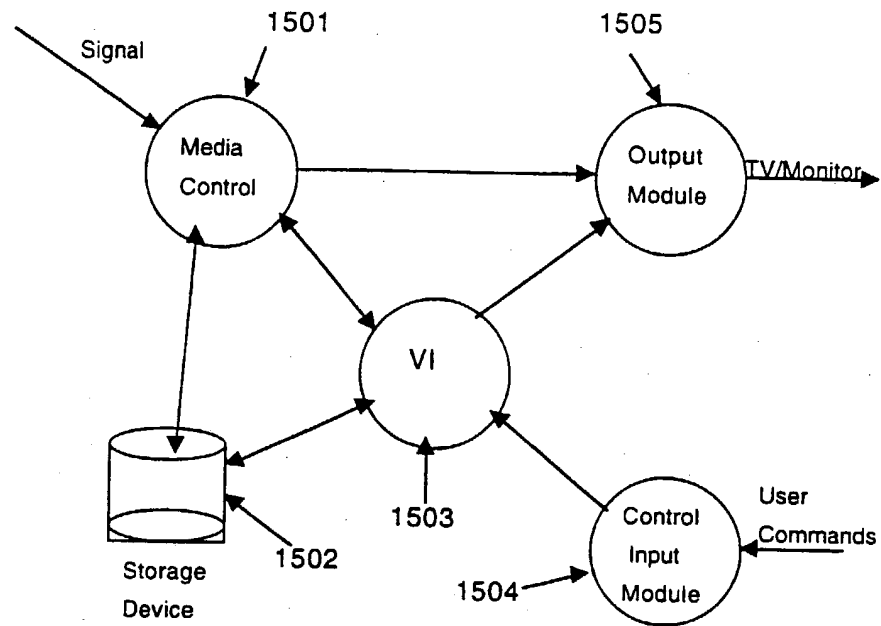 1501
1505
Signal
Media
Control
Output
Module
TV/Monitor
VI
1503
1502
Storage
Device
1504
Control
Input
Module
User
Commands